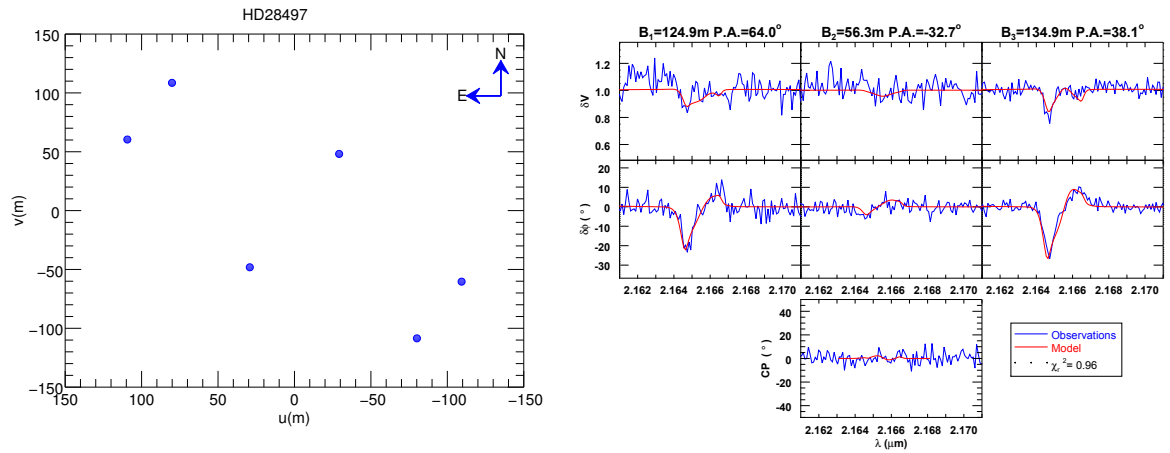 HD28497
150
100
50
0
−50
−100
−150
v(m)
150 100 50 0 −50 −100 −150
u(m)
N
E
B1=124.9m P.A.=64.0° B2=56.3m P.A.=-32.7° B3=134.9m P.A.=38.1°
1.2
1.0
0.8
0.6
δV
20
10
0
-10
-20
-30
δϕ (°)
2.162 2.164 2.166 2.168 2.170 2.162 2.164 2.166 2.168 2.170 2.162 2.164 2.166 2.168 2.170
40
20
0
-20
-40
CP (°)
2.162 2.164 2.166 2.168 2.170
λ (μm)
Observations
Model
χr²= 0.96